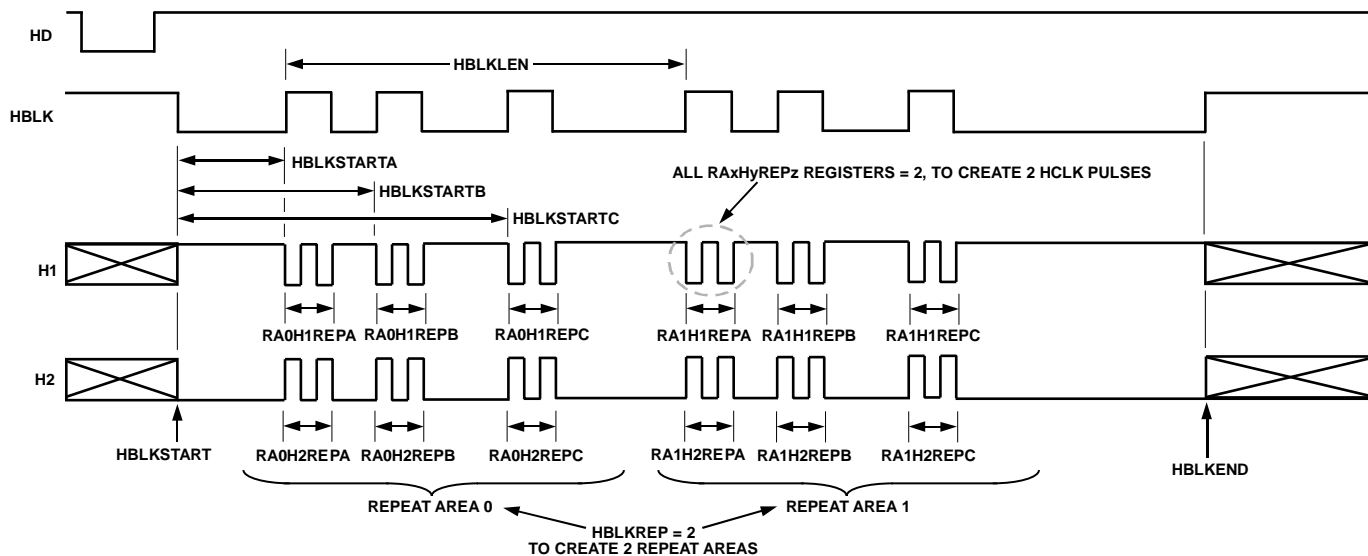 HD
HBLKLEN
HBLK
HBLKSTARTA
ALL RAxHyREPz REGISTERS = 2, TO CREATE 2 HCLK PULSES
HBLKSTARTB
HBLKSTARTC
H1
RA0H1REPA RA0H1REPB RA0H1REPC RA1H1REPA RA1H1REPB RA1H1REPC
H2
HBLKSTART
RA0H2REPA RA0H2REPB RA0H2REPC RA1H2REPA RA1H2REPB RA1H2REPC
HBLKEND
REPEAT AREA 0 REPEAT AREA 1
HBLKREP = 2
TO CREATE 2 REPEAT AREAS